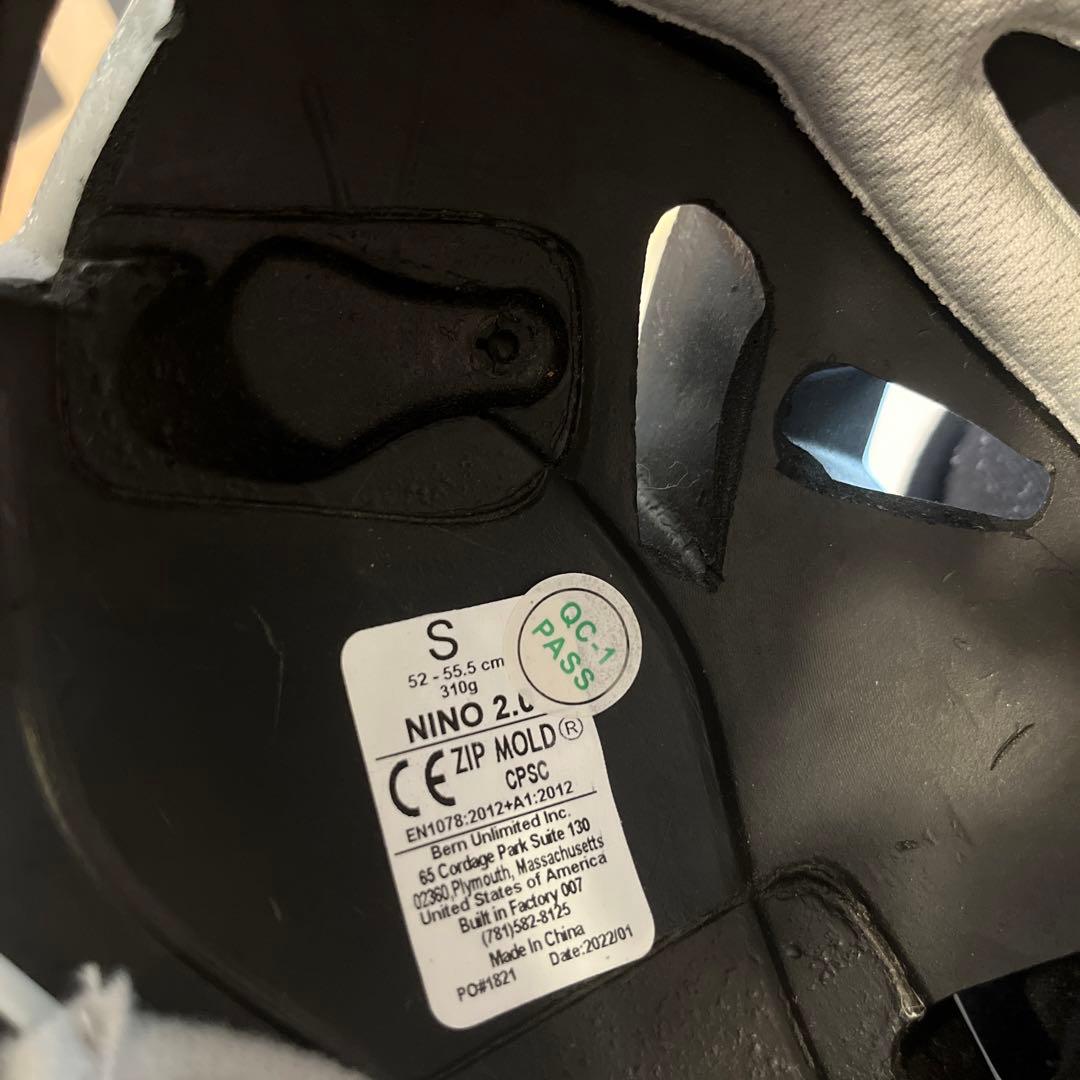 S
52 - 55.5 cm
310g
NINO
ZIP MOLD®
CE
CPSC
EN1078:2012+A1:2012
Bern Unlimited Inc.
65 Cordage Park Suite 130
02360, Plymouth, Massachusetts
United States of America
Built in Factory 007
(781)582-8125
Made In China
Date:2022/01
PO#1821
QC-1
PASS